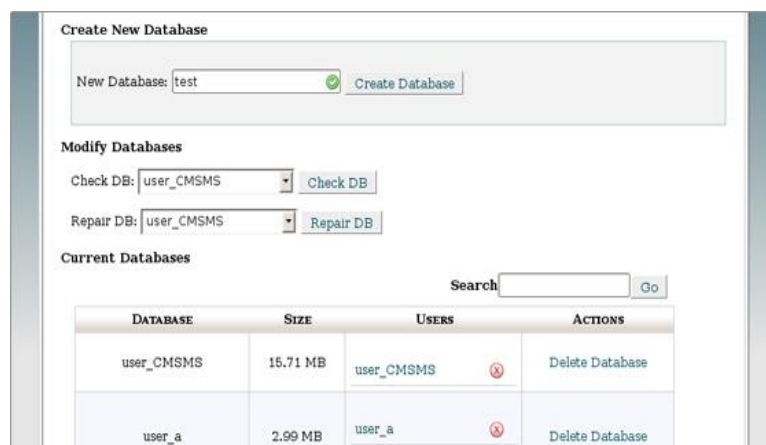 Create New Database
New Database: test Create Database
Modify Databases
Check DB: user_CMSMS Check DB
Repair DB: user_CMSMS Repair DB
Current Databases
Search Go
Database Size Users Actions
user_CMSMS 15.71 MB user_CMSMS Delete Database
user_a 2.99 MB user_a Delete Database